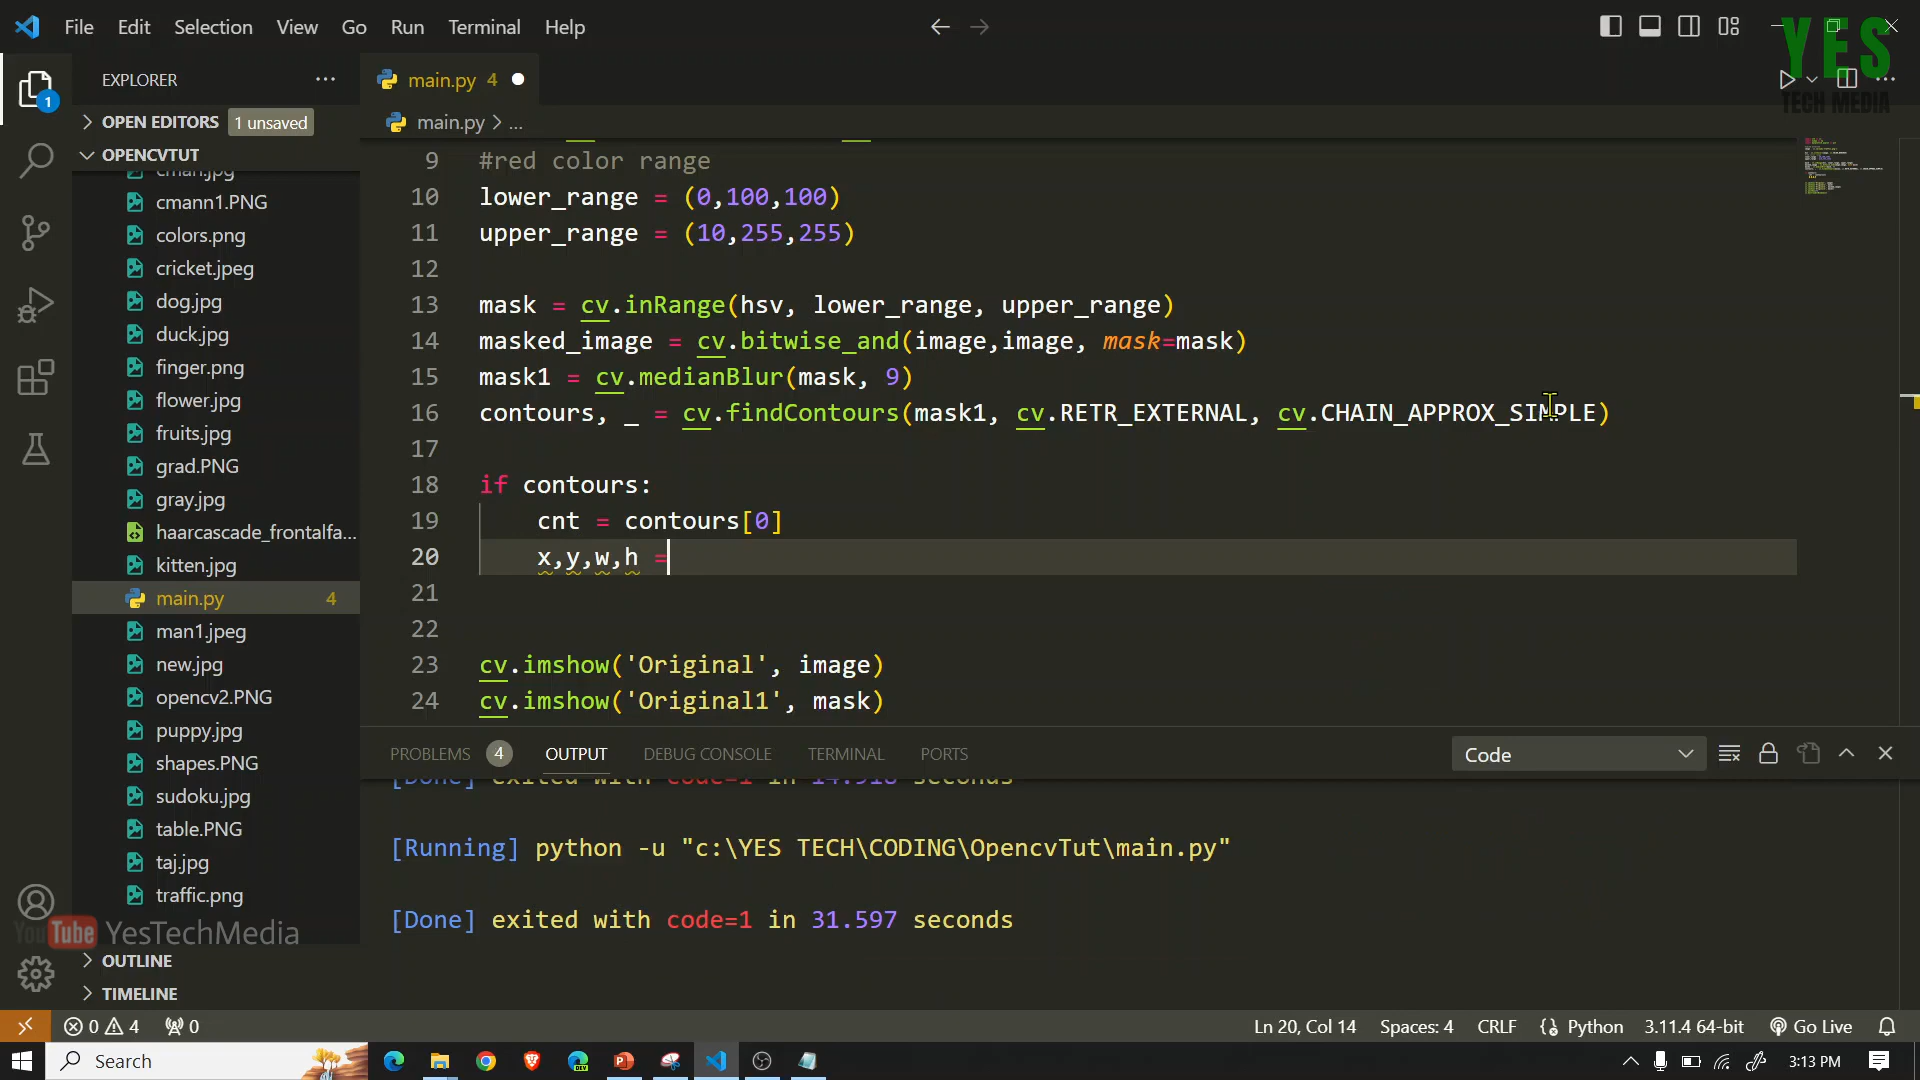 File Edit Selection View Go Run Terminal Help
YES
TECH MEDIA
EXPLORER
main.py 4
OPEN EDITORS 1 unsaved
main.py > ...
OPENCVTUT
cman.jpg
cmann1.PNG
colors.png
cricket.jpeg
dog.jpg
duck.jpg
finger.png
flower.jpg
fruits.jpg
grad.PNG
gray.jpg
haarcascade_frontalfa...
kitten.jpg
main.py 4
man1.jpeg
new.jpg
opencv2.PNG
puppy.jpg
shapes.PNG
sudoku.jpg
table.PNG
taj.jpg
traffic.png
YouTube YesTechMedia
OUTLINE
TIMELINE
1
9 #red color range
10 lower_range = (0,100,100)
11 upper_range = (10,255,255)
12
13 mask = cv.inRange(hsv, lower_range, upper_range)
14 masked_image = cv.bitwise_and(image,image, mask=mask)
15 mask1 = cv.medianBlur(mask, 9)
16 contours, _ = cv.findContours(mask1, cv.RETR_EXTERNAL, cv.CHAIN_APPROX_SIMPLE)
17
18 if contours:
19 cnt = contours[0]
20 x,y,w,h =
21
22
23 cv.imshow('Original', image)
24 cv.imshow('Original1', mask)
PROBLEMS 4 OUTPUT DEBUG CONSOLE TERMINAL PORTS Code
[Done] exited with code=1 in 14.918 seconds
[Running] python -u "c:\YES TECH\CODING\OpencvTut\main.py"
[Done] exited with code=1 in 31.597 seconds
0 4 0 Ln 20, Col 14 Spaces: 4 CRLF Python 3.11.4 64-bit Go Live
Search 3:13 PM